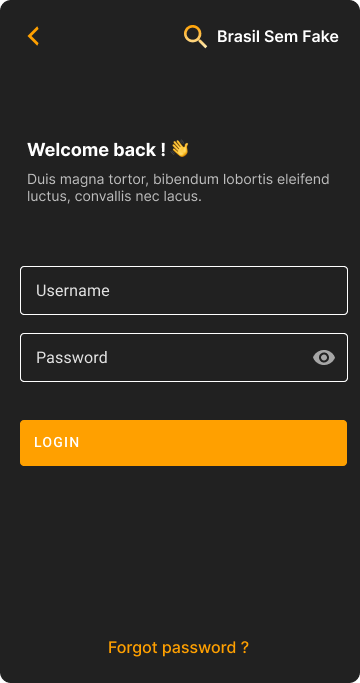 Brasil Sem Fake
Welcome back ! 👋
Duis magna tortor, bibendum lobortis eleifend
luctus, convallis nec lacus.
Username
Password
LOGIN
Forgot password ?